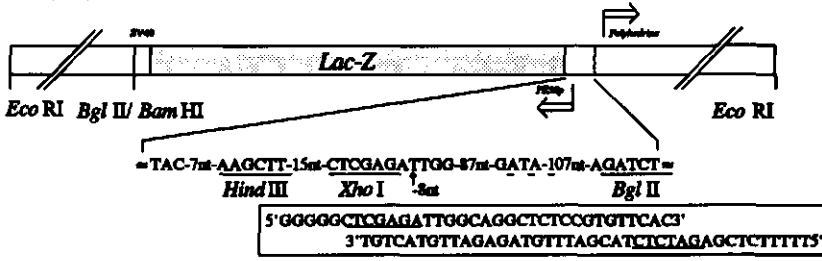 SV40 Polyhedrin
Lac-Z
Eco RI Bgl II/ Bam HI Eco RI
≈TAC-7nt-AAGCTT-15nt-CTCGAGATTGG-87nt-GATA-107nt-AGATCT≈
Hind III Xho I -8nt Bgl II
5'GGGGGCTCGAGATTGGCAGGCTCTCCGTGTTCAC3'
3'TGTCATGTTAGAGATGTTTAGCATCTCTAGAGCTCTTTTT5'